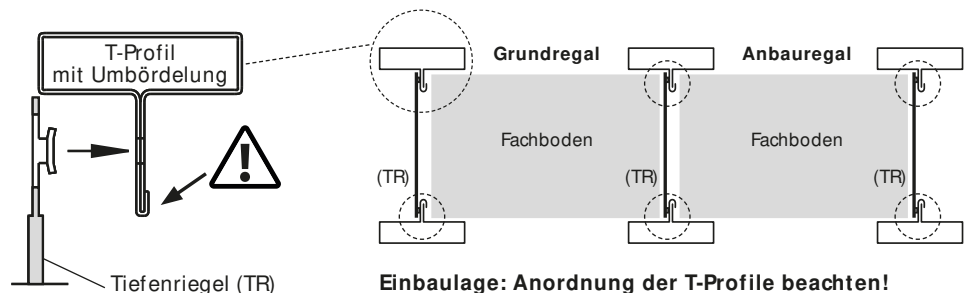 T-Profil
mit Umbördelung
Tiefenriegel (TR)
Grundregal
Anbauregal
Fachboden
Fachboden
(TR)
(TR)
(TR)
Einbaulage: Anordnung der T-Profile beachten!